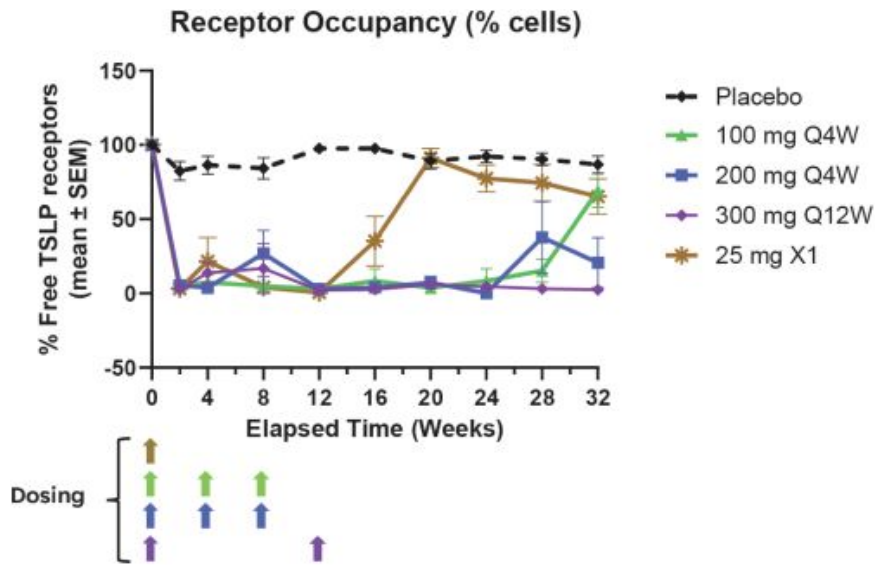 Receptor Occupancy (% cells)
% Free TSLP receptors
(mean ± SEM)
150
100
50
0
-50
0 4 8 12 16 20 24 28 32
Elapsed Time (Weeks)
Placebo
100 mg Q4W
200 mg Q4W
300 mg Q12W
25 mg X1
Dosing